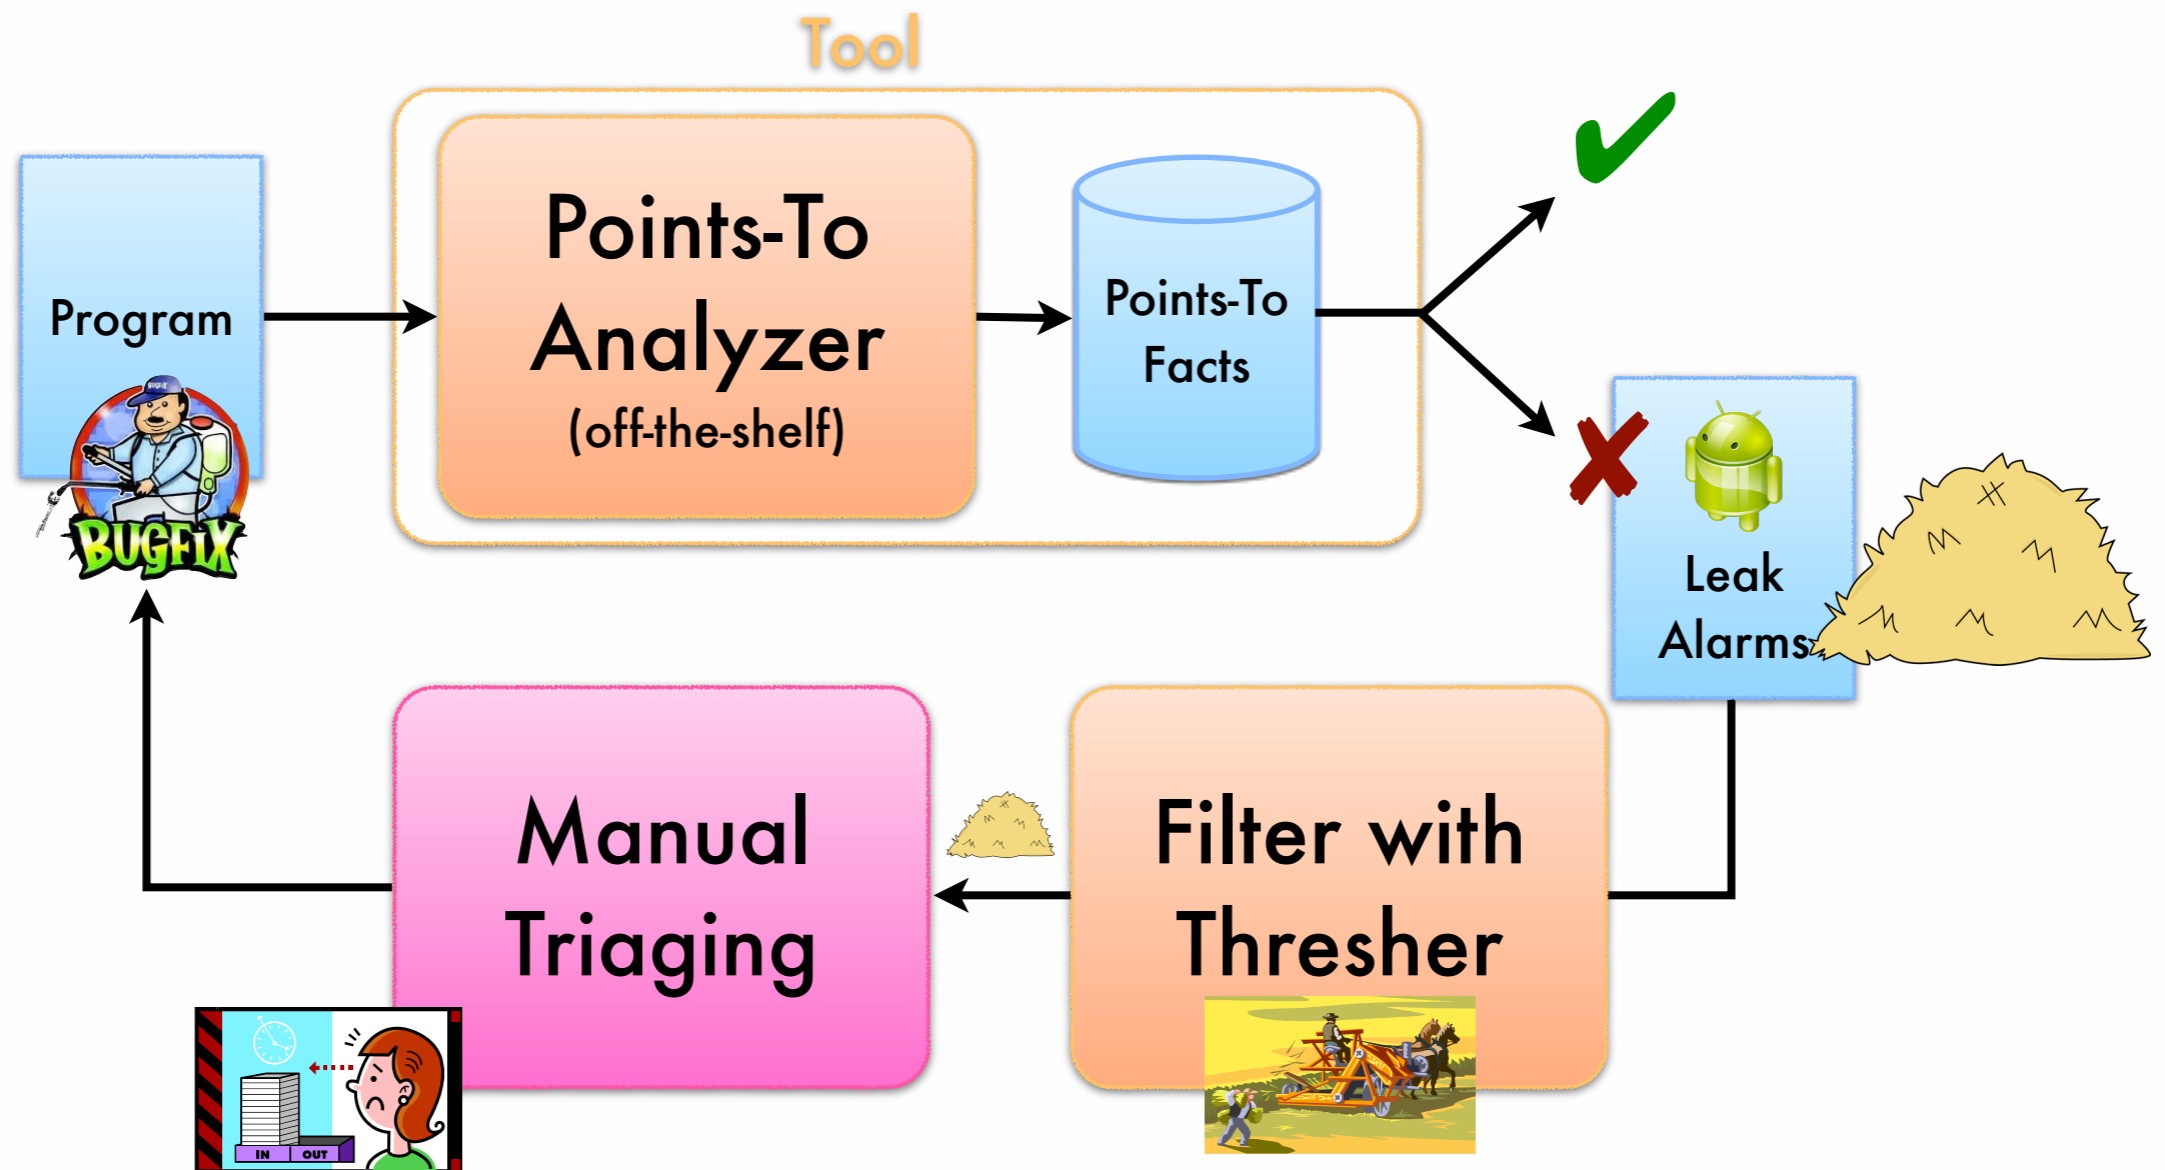 Tool
Program
BUGFIX
BUGFIX
Points-To
Analyzer
(off-the-shelf)
Points-To
Facts
Leak
Alarms
Manual
Triaging
IN OUT
Filter with
Thresher